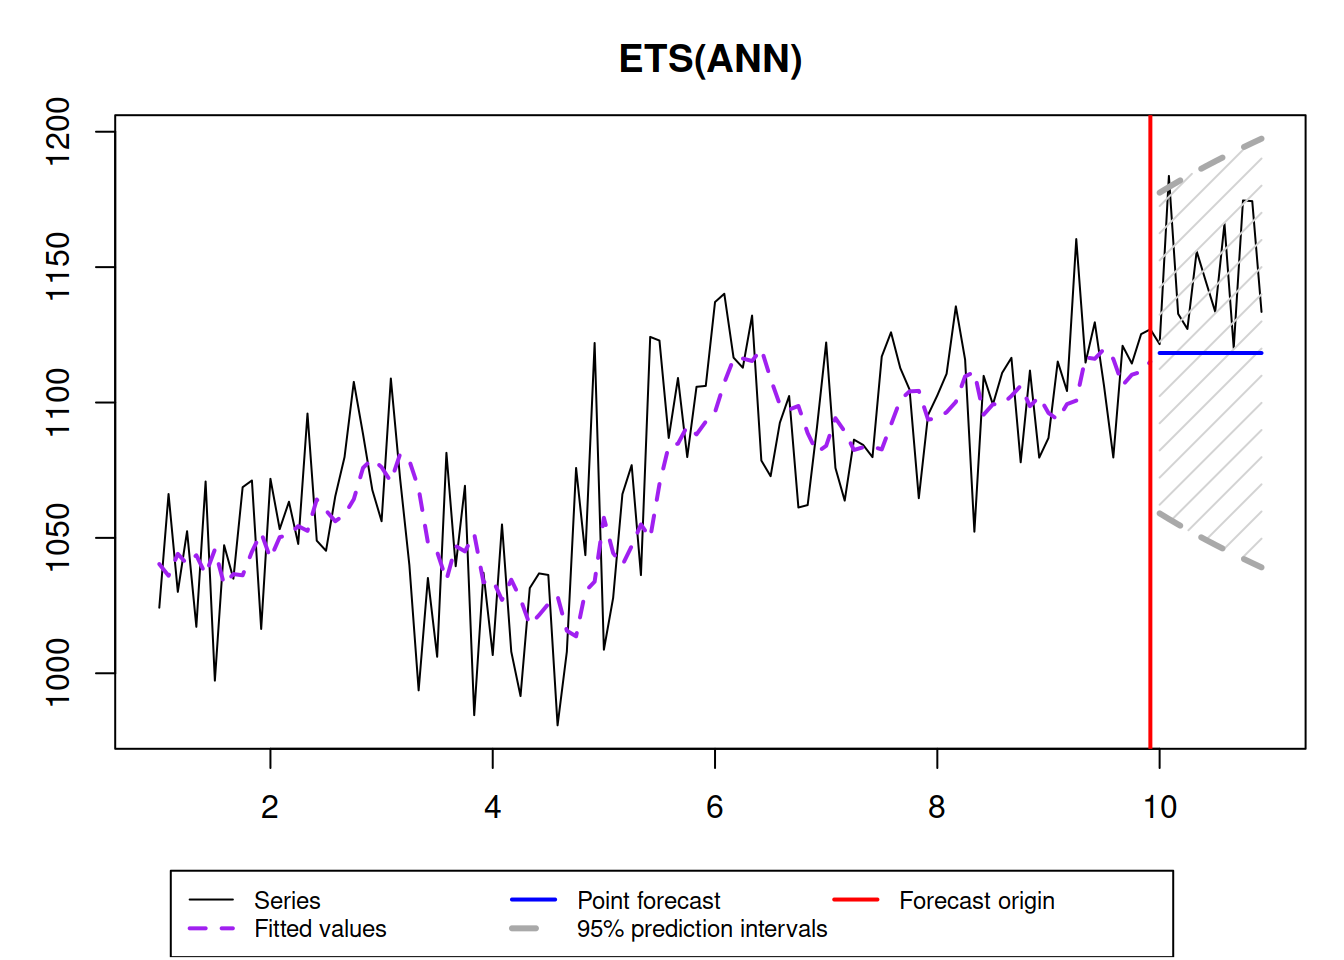 ETS(ANN)
1200
1150
1100
1050
1000
2 4 6 8 10
Series Point forecast Forecast origin
Fitted values 95% prediction intervals